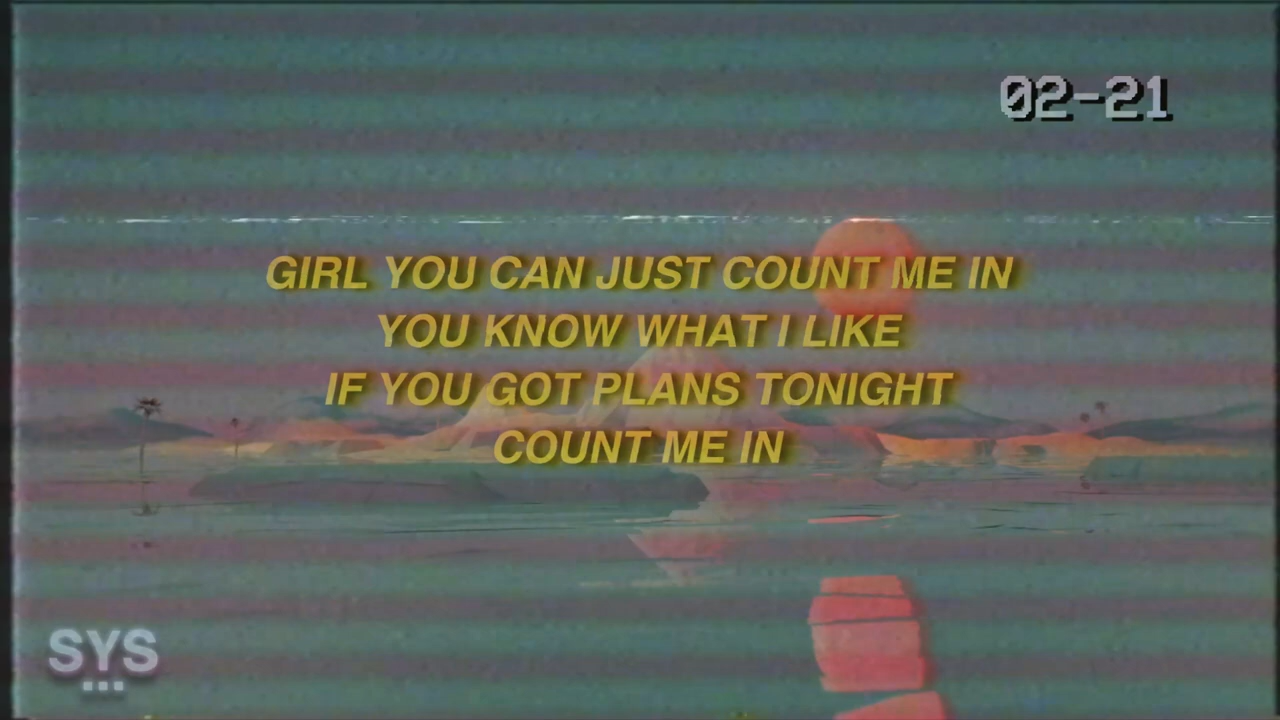 02-21
GIRL YOU CAN JUST COUNT ME IN
YOU KNOW WHAT I LIKE
IF YOU GOT PLANS TONIGHT
COUNT ME IN
SYS